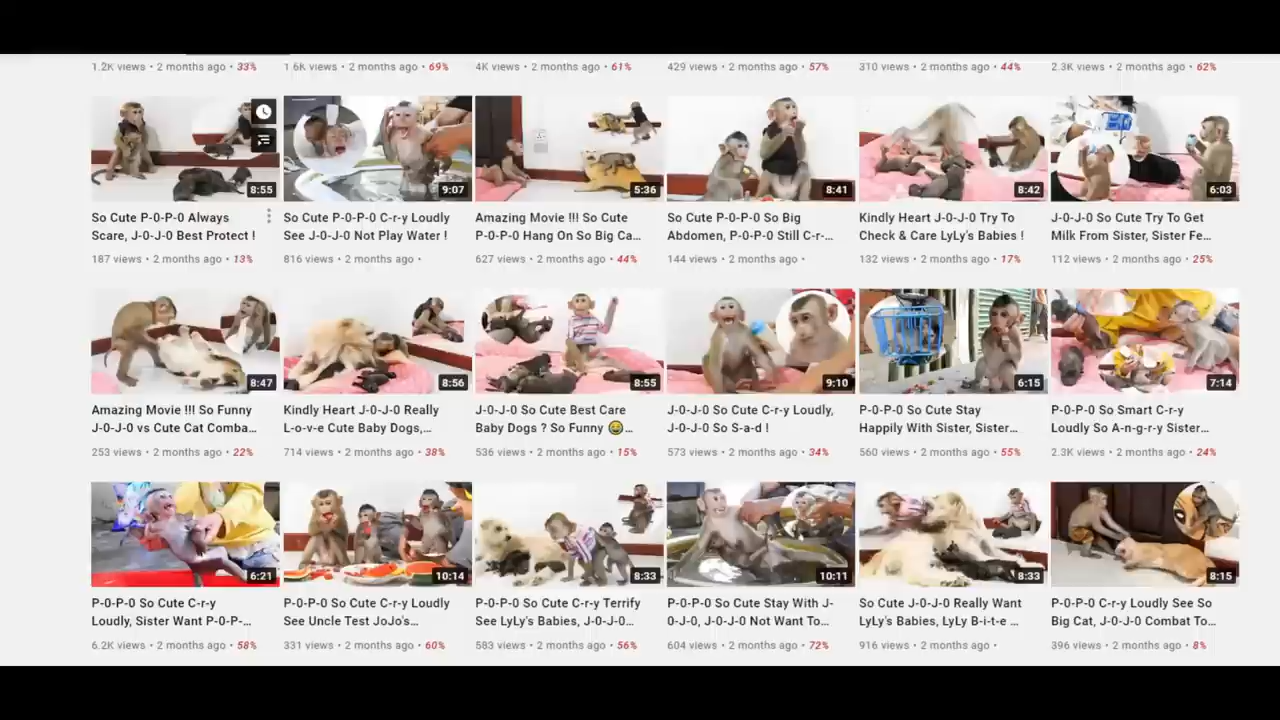 1.2K views • 2 months ago • 33%
1.6K views • 2 months ago • 69%
4K views • 2 months ago • 61%
429 views • 2 months ago • 57%
310 views • 2 months ago • 44%
2.3K views • 2 months ago • 62%
8:55
9:07
5:36
8:41
8:42
6:03
So Cute P-0-P-0 Always
Scare, J-0-J-0 Best Protect !
187 views • 2 months ago • 13%
So Cute P-0-P-0 C-r-y Loudly
See J-0-J-0 Not Play Water !
816 views • 2 months ago •
Amazing Movie !!! So Cute
P-0-P-0 Hang On So Big Ca...
627 views • 2 months ago • 44%
So Cute P-0-P-0 So Big
Abdomen, P-0-P-0 Still C-r-...
144 views • 2 months ago •
Kindly Heart J-0-J-0 Try To
Check & Care LyLy's Babies !
132 views • 2 months ago • 17%
J-0-J-0 So Cute Try To Get
Milk From Sister, Sister Fe...
112 views • 2 months ago • 25%
8:47
8:56
8:55
9:10
6:15
7:14
Amazing Movie !!! So Funny
J-0-J-0 vs Cute Cat Comba...
253 views • 2 months ago • 22%
Kindly Heart J-0-J-0 Really
L-o-v-e Cute Baby Dogs,...
714 views • 2 months ago • 38%
J-0-J-0 So Cute Best Care
Baby Dogs ? So Funny 😂...
536 views • 2 months ago • 15%
J-0-J-0 So Cute C-r-y Loudly,
J-0-J-0 So S-a-d !
573 views • 2 months ago • 34%
P-0-P-0 So Cute Stay
Happily With Sister, Sister...
560 views • 2 months ago • 55%
P-0-P-0 So Smart C-r-y
Loudly So A-n-g-r-y Sister...
2.3K views • 2 months ago • 24%
6:21
10:14
8:33
10:11
8:33
8:15
P-0-P-0 So Cute C-r-y
Loudly, Sister Want P-0-P-...
6.2K views • 2 months ago • 58%
P-0-P-0 So Cute C-r-y Loudly
See Uncle Test JoJo's...
331 views • 2 months ago • 60%
P-0-P-0 So Cute C-r-y Terrify
See LyLy's Babies, J-0-J-0...
583 views • 2 months ago • 56%
P-0-P-0 So Cute Stay With J-
0-J-0, J-0-J-0 Not Want To...
604 views • 2 months ago • 72%
So Cute J-0-J-0 Really Want
LyLy's Babies, LyLy B-i-t-e ...
916 views • 2 months ago •
P-0-P-0 C-r-y Loudly See So
Big Cat, J-0-J-0 Combat To...
396 views • 2 months ago • 8%